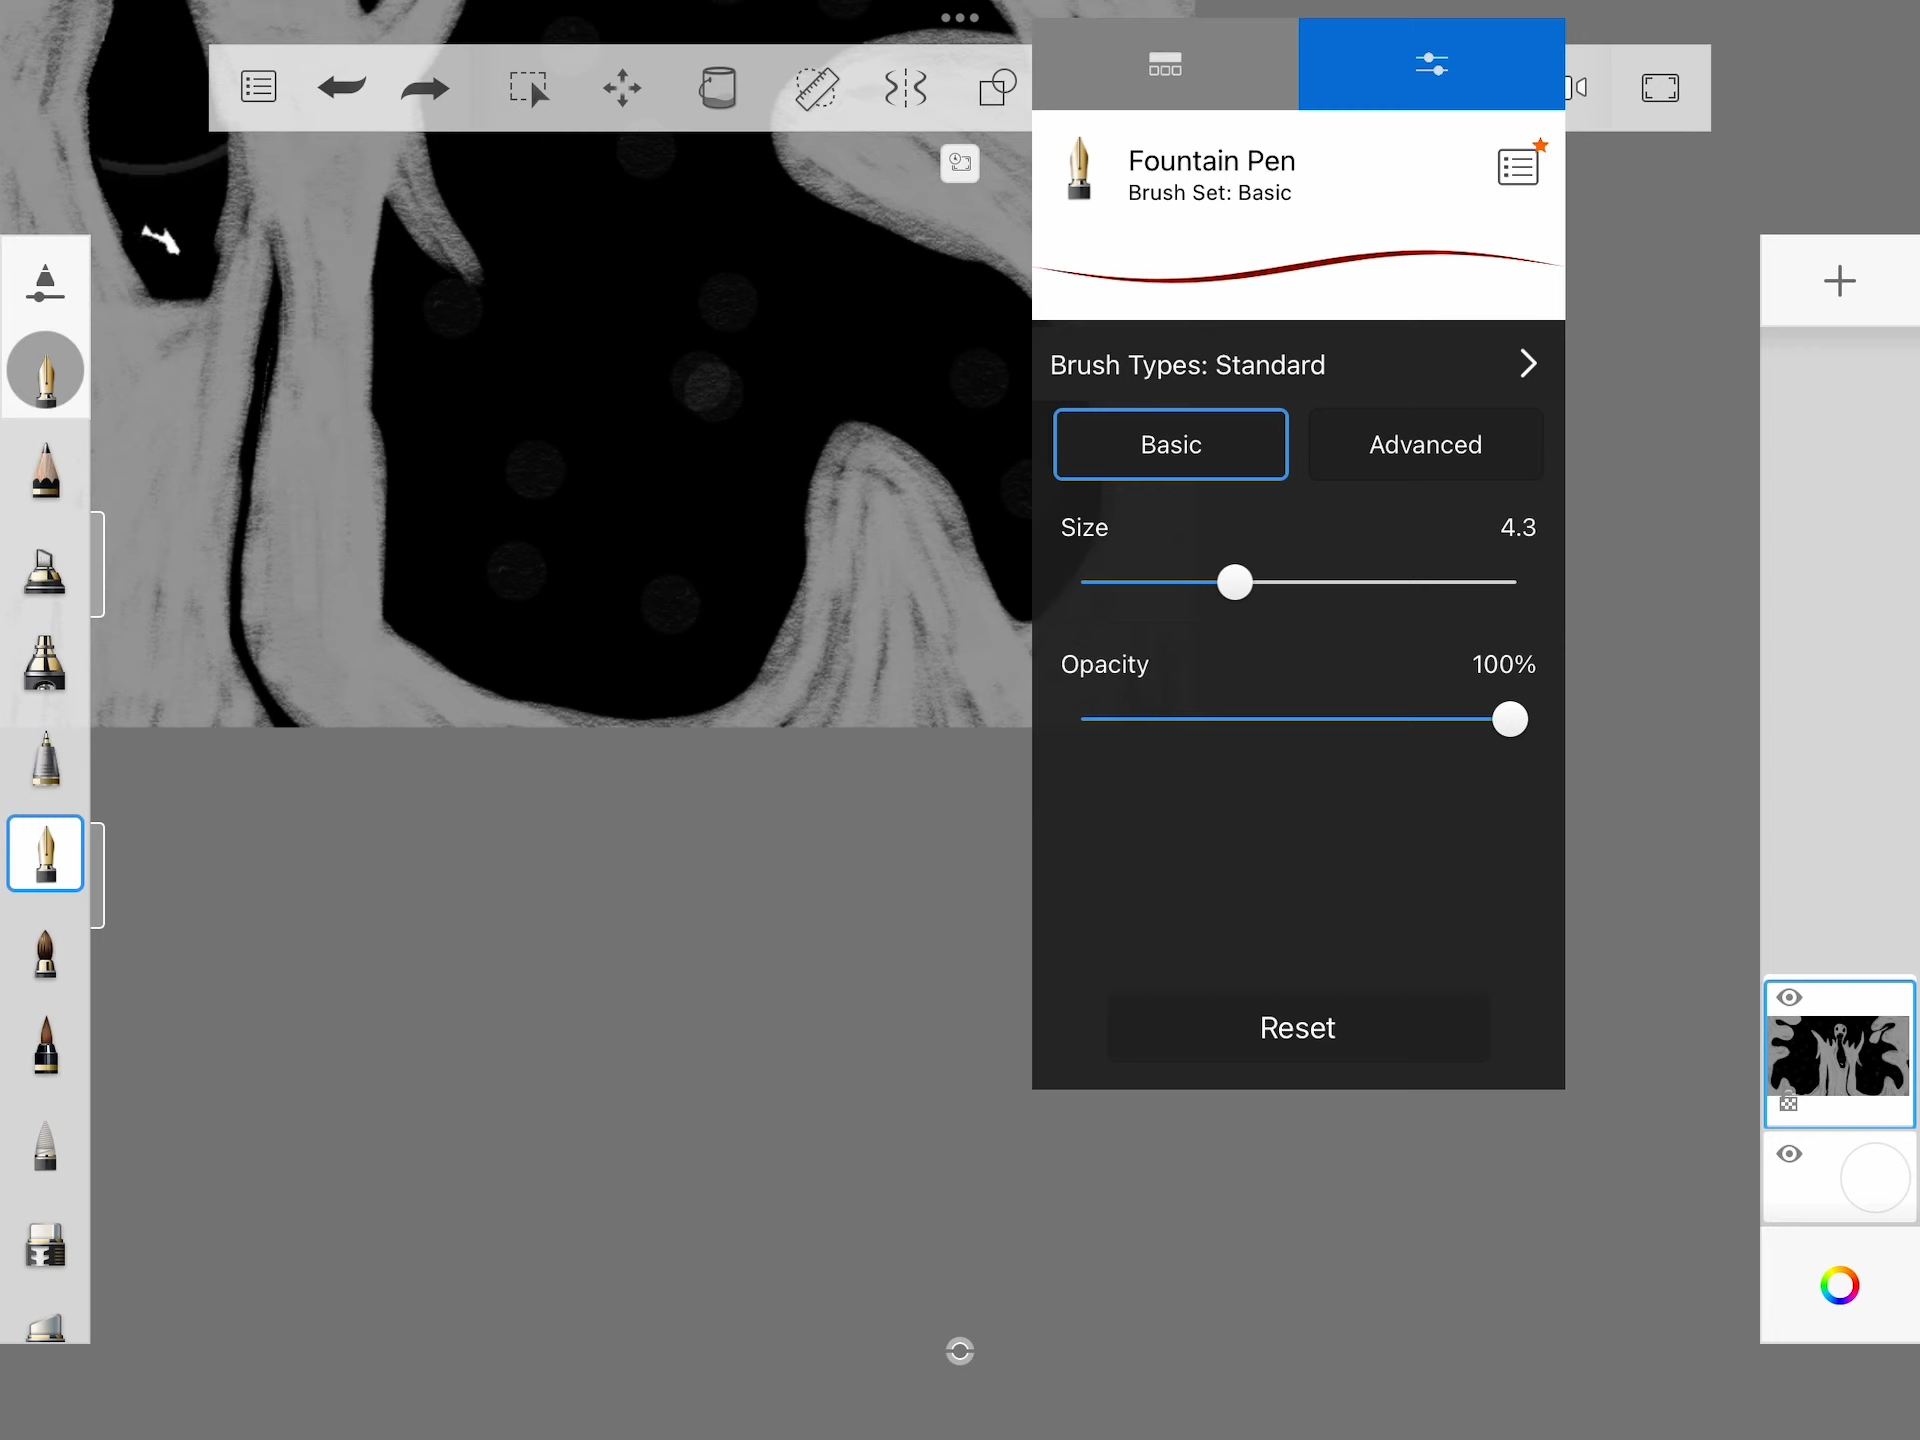 Fountain Pen
Brush Set: Basic
Brush Types: Standard
Basic
Advanced
Size
4.3
Opacity
100%
Reset